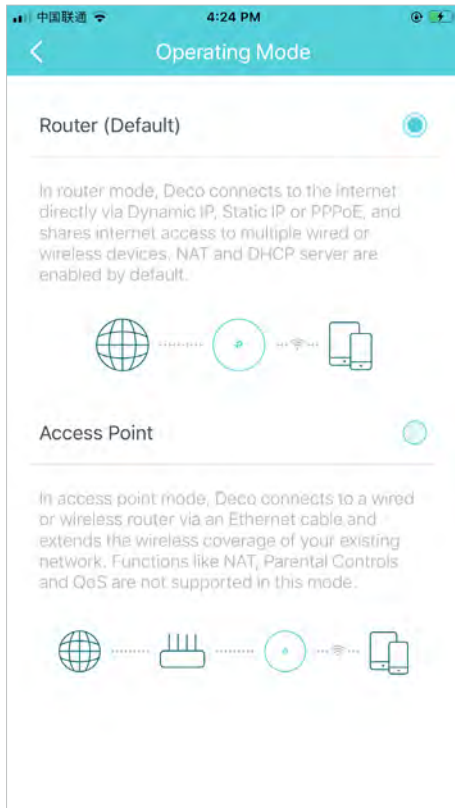 中国联通
4:24 PM
Operating Mode
Router (Default)
In router mode, Deco connects to the internet
directly via Dynamic IP, Static IP or PPPoE, and
shares internet access to multiple wired or
wireless devices. NAT and DHCP server are
enabled by default.
Access Point
In access point mode, Deco connects to a wired
or wireless router via an Ethernet cable and
extends the wireless coverage of your existing
network. Functions like NAT, Parental Controls
and QoS are not supported in this mode.